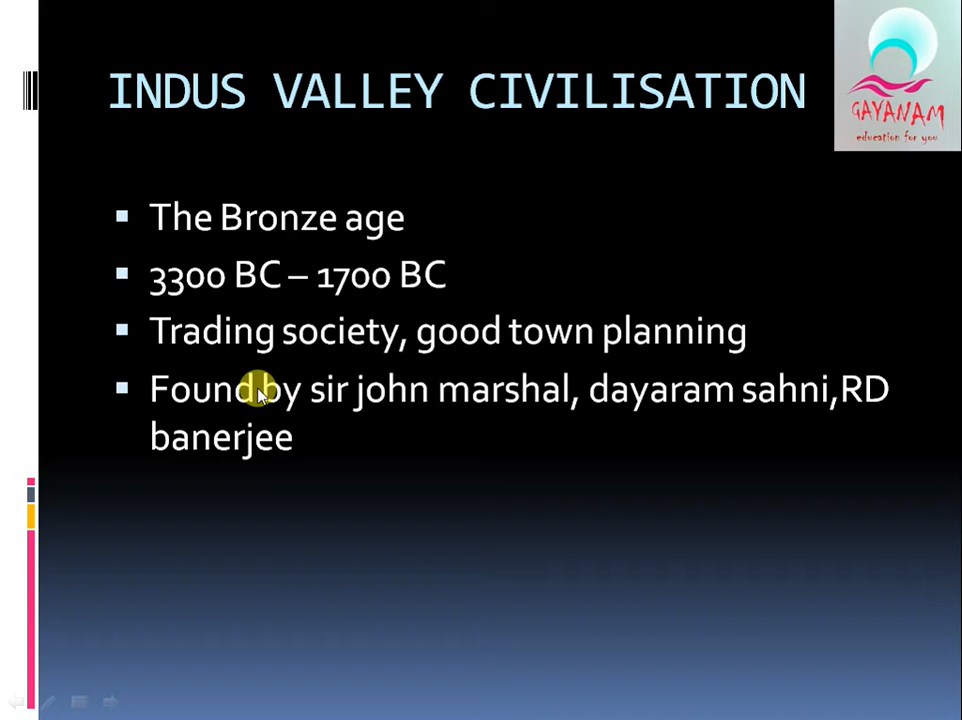 INDUS VALLEY CIVILISATION
GAYANAM
education for you
The Bronze age
3300 BC – 1700 BC
Trading society, good town planning
Found by sir john marshal, dayaram sahni,RD
banerjee